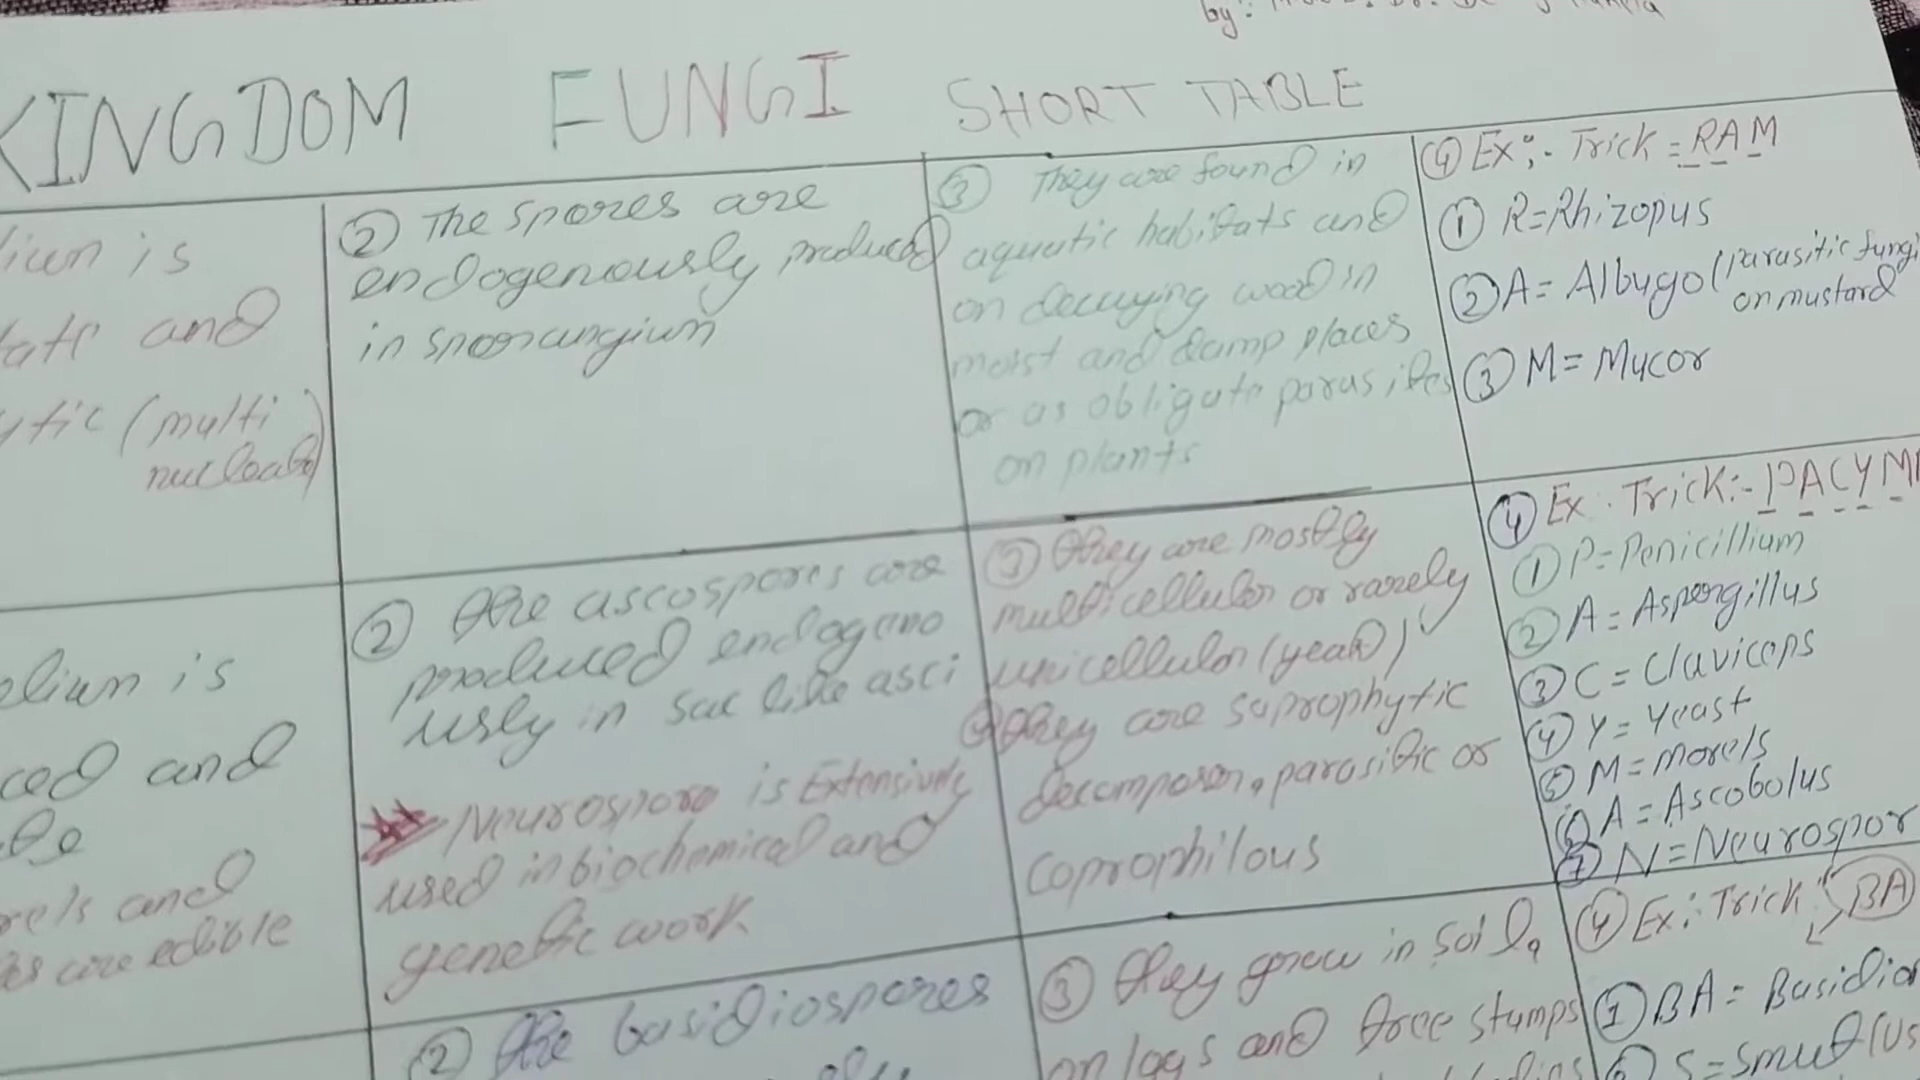 by:
KINGDOM FUNGI SHORT TABLE
is
and
(multi
nucleate)
② The spores are
endogenously produced
in sporangium
③ They are found in
aquatic habitats and
on decaying wood in
moist and damp places
or as obligate parasites
on plants
④ Ex:- Trick = RAM
① R=Rhizopus
② A= Albugo (parasitic fungi
on mustard
③ M= Mucor
is
and
and
are edible
② The ascospores are
produced endogeno
usly in sac like asci
Neurospora is Extensively
used in biochemical and
genetic work
③ they are mostly
multicellular or rarely
unicellular (yeast)
they are saprophytic
decomposer, parasitic or
coprophilous
④ Ex: Trick:- PACYM
① P=Penicillium
② A= Aspergillus
③ C= Claviceps
④ Y= Yeast
⑤ M= morels
⑥ A= Ascobolus
⑦ N=Neurospor
② the basidiospores
③ they grow in soil,
on logs and tree stumps
④ Ex: Trick BA
① BA= Basidio
S=Smut (Us